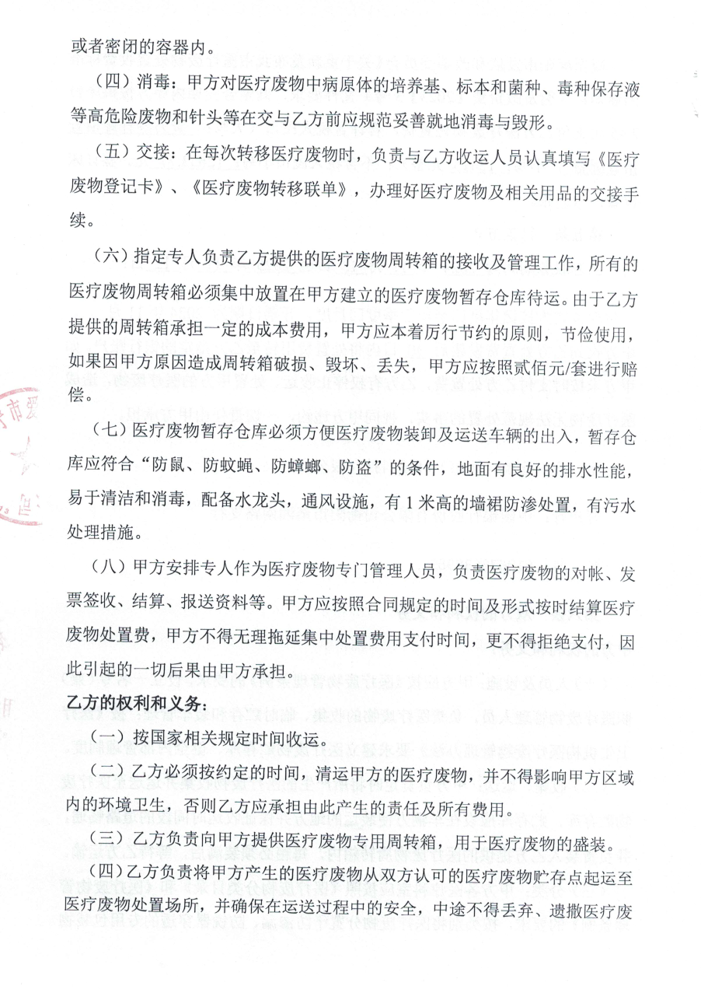 或者密闭的容器内。
（四）消毒：甲方对医疗废物中病原体的培养基、标本和菌种、毒种保存液
等高危险废物和针头等在交与乙方前应规范妥善就地消毒与毁形。
（五）交接：在每次转移医疗废物时，负责与乙方收运人员认真填写《医疗
废物登记卡》、《医疗废物转移联单》，办理好医疗废物及相关用品的交接手
续。
（六）指定专人负责乙方提供的医疗废物周转箱的接收及管理工作，所有的
医疗废物周转箱必须集中放置在甲方建立的医疗废物暂存仓库待运。由于乙方
提供的周转箱承担一定的成本费用，甲方应本着厉行节约的原则，节俭使用，
如果因甲方原因造成周转箱破损、毁坏、丢失，甲方应按照贰佰元/套进行赔
偿。
（七）医疗废物暂存仓库必须方便医疗废物装卸及运送车辆的出入，暂存仓
库应符合“防鼠、防蚊蝇、防蟑螂、防盗”的条件，地面有良好的排水性能，
易于清洁和消毒，配备水龙头，通风设施，有 1 米高的墙裙防渗处置，有污水
处理措施。
（八）甲方安排专人作为医疗废物专门管理人员，负责医疗废物的对帐、发
票签收、结算、报送资料等。甲方应按照合同规定的时间及形式按时结算医疗
废物处置费，甲方不得无理拖延集中处置费用支付时间，更不得拒绝支付，因
此引起的一切后果由甲方承担。
乙方的权利和义务：
（一）按国家相关规定时间收运。
（二）乙方必须按约定的时间，清运甲方的医疗废物，并不得影响甲方区域
内的环境卫生，否则乙方应承担由此产生的责任及所有费用。
（三）乙方负责向甲方提供医疗废物专用周转箱，用于医疗废物的盛装。
（四）乙方负责将甲方产生的医疗废物从双方认可的医疗废物贮存点起运至
医疗废物处置场所，并确保在运送过程中的安全，中途不得丢弃、遗撒医疗废